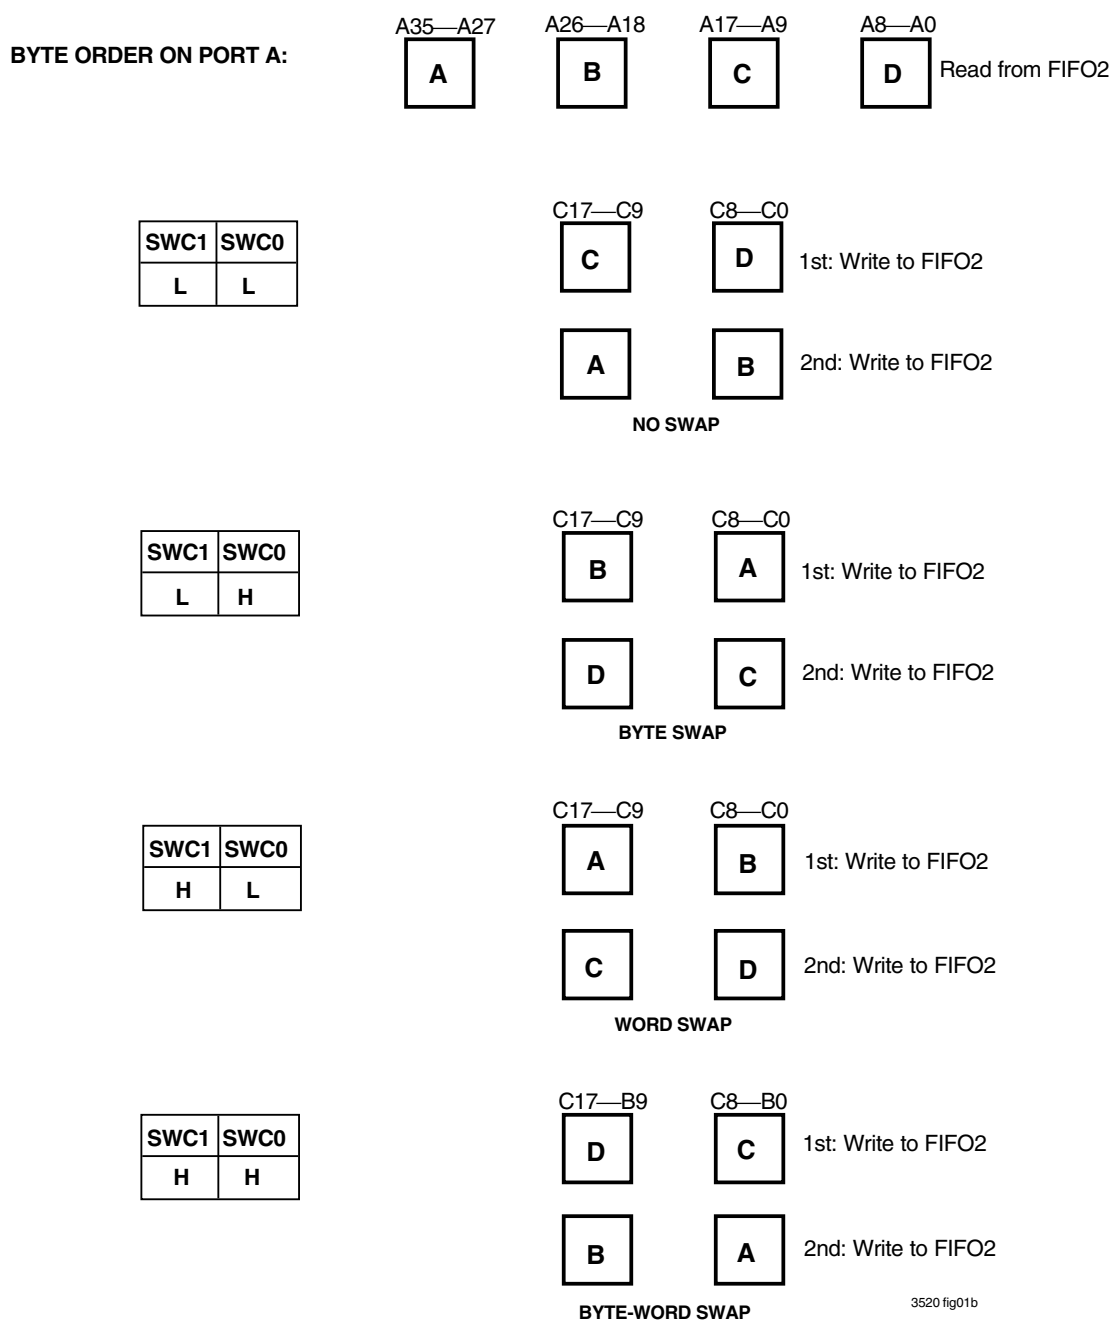 A35—A27 A26—A18 A17—A9 A8—A0
BYTE ORDER ON PORT A:
A B C D Read from FIFO2
C17—C9 C8—C0
SWC1 SWC0
C D 1st: Write to FIFO2
L L
A B 2nd: Write to FIFO2
NO SWAP
C17—C9 C8—C0
SWC1 SWC0
B A 1st: Write to FIFO2
L H
D C 2nd: Write to FIFO2
BYTE SWAP
C17—C9 C8—C0
SWC1 SWC0
A B 1st: Write to FIFO2
H L
C D 2nd: Write to FIFO2
WORD SWAP
C17—B9 C8—B0
SWC1 SWC0
D C 1st: Write to FIFO2
H H
B A 2nd: Write to FIFO2
3520 fig01b
BYTE-WORD SWAP